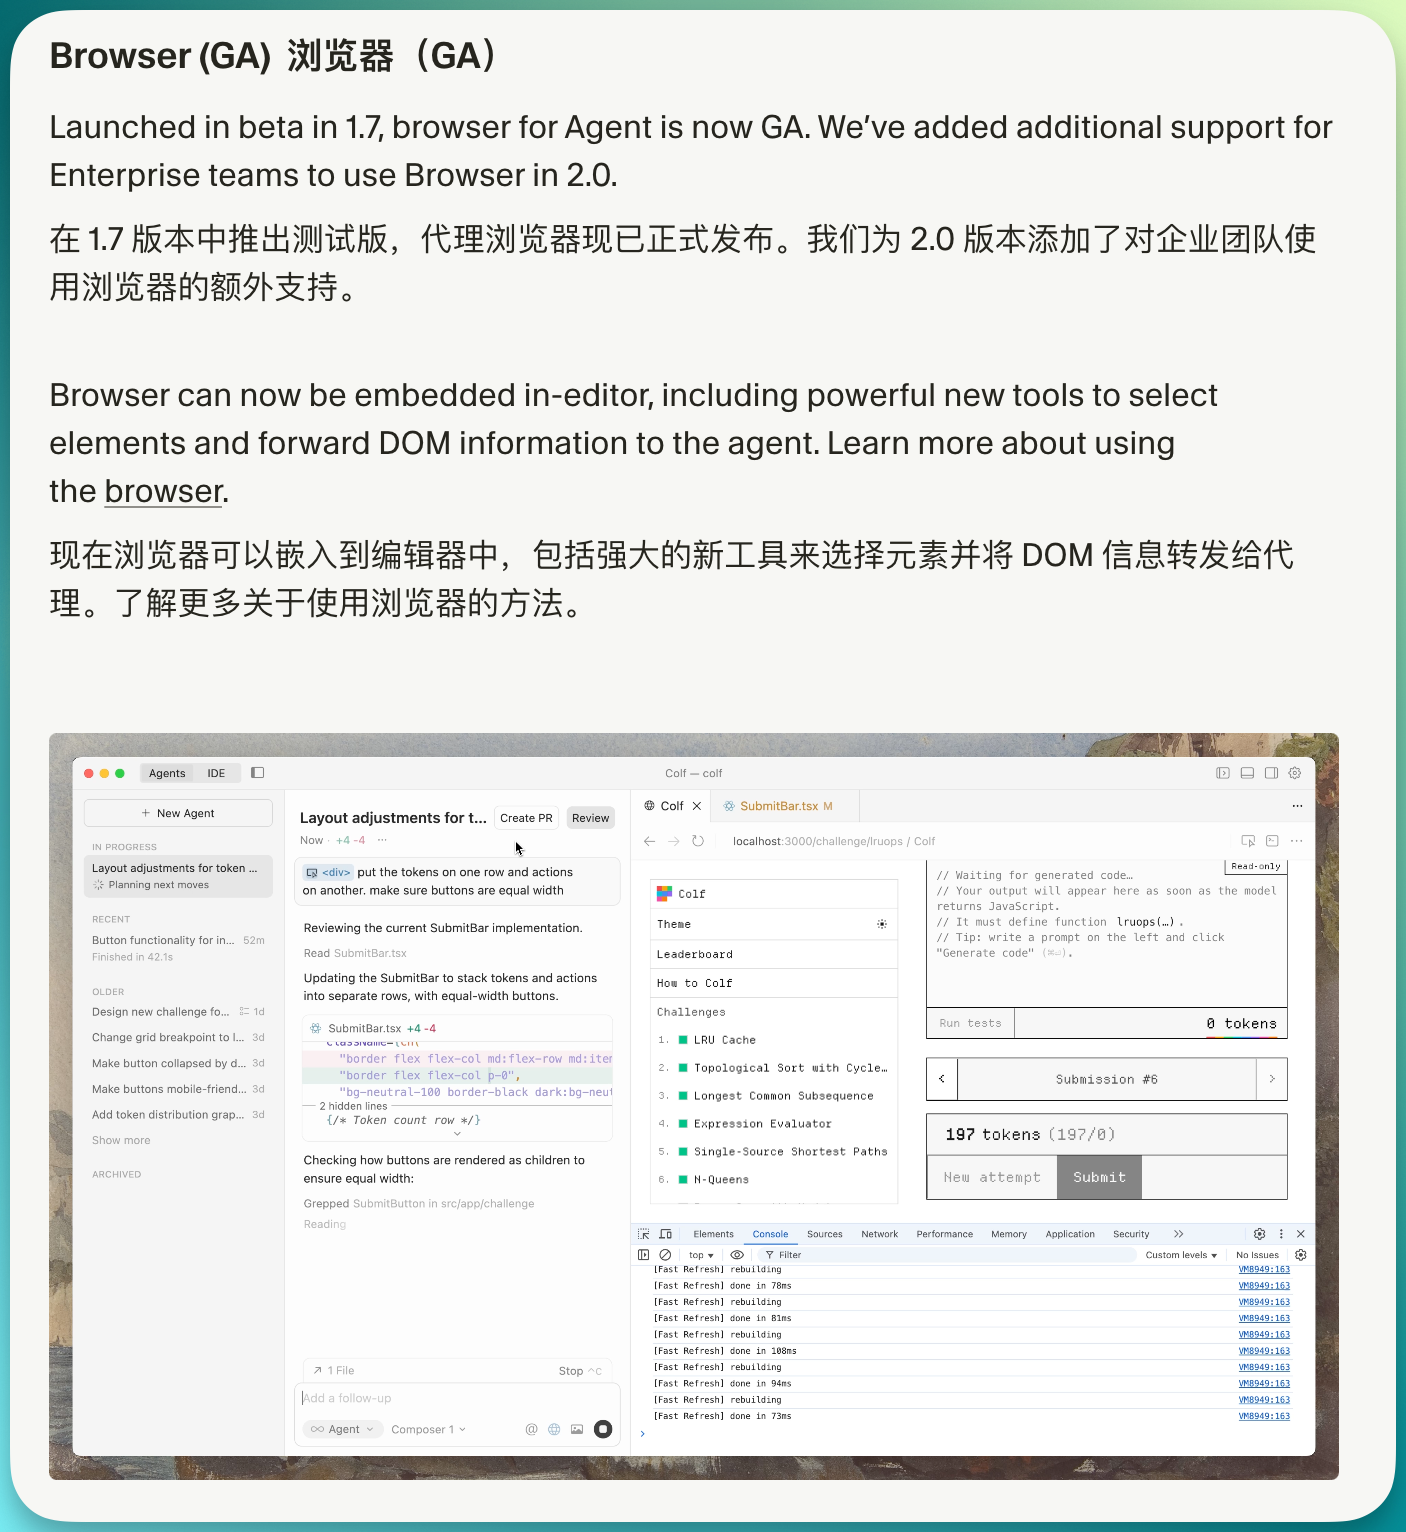 Browser (GA) 浏览器（GA）
Launched in beta in 1.7, browser for Agent is now GA. We’ve added additional support for
Enterprise teams to use Browser in 2.0.
在 1.7 版本中推出测试版，代理浏览器现已正式发布。我们为 2.0 版本添加了对企业团队使
用浏览器的额外支持。
Browser can now be embedded in-editor, including powerful new tools to select
elements and forward DOM information to the agent. Learn more about using
the browser.
现在浏览器可以嵌入到编辑器中，包括强大的新工具来选择元素并将 DOM 信息转发给代
理。了解更多关于使用浏览器的方法。
Agents IDE
Colf — colf
+ New Agent
IN PROGRESS
Layout adjustments for token ...
Planning next moves
RECENT
Button functionality for in... 52m
Finished in 42.1s
OLDER
Design new challenge fo... 1d
Change grid breakpoint to l... 3d
Make button collapsed by d... 3d
Make buttons mobile-friend... 3d
Add token distribution grap... 3d
Show more
ARCHIVED
Layout adjustments for t... Create PR Review
Now · +4 -4 ...
<div> put the tokens on one row and actions
on another. make sure buttons are equal width
Reviewing the current SubmitBar implementation.
Read SubmitBar.tsx
Updating the SubmitBar to stack tokens and actions
into separate rows, with equal-width buttons.
SubmitBar.tsx +4 -4
className={cn(
"border flex flex-col md:flex-row md:item
"border flex flex-col p-0",
"bg-neutral-100 border-black dark:bg-neut
2 hidden lines
{/* Token count row */}
Checking how buttons are rendered as children to
ensure equal width:
Grepped SubmitButton in src/app/challenge
Reading
1 File Stop ^C
Add a follow-up
Agent Composer 1 @
Colf SubmitBar.tsx M ...
localhost:3000/challenge/lruops / Colf ...
Colf
Theme
Leaderboard
How to Colf
Challenges
1. LRU Cache
2. Topological Sort with Cycle…
3. Longest Common Subsequence
4. Expression Evaluator
5. Single-Source Shortest Paths
6. N-Queens
Read-only
// Waiting for generated code…
// Your output will appear here as soon as the model
returns JavaScript.
// It must define function lruops(…).
// Tip: write a prompt on the left and click
"Generate code" (⌘⏎).
Run tests 0 tokens
Submission #6
197 tokens (197/0)
New attempt Submit
Elements Console Sources Network Performance Memory Application Security
top Filter Custom levels No Issues
[Fast Refresh] rebuilding VM8949:163
[Fast Refresh] done in 78ms VM8949:163
[Fast Refresh] rebuilding VM8949:163
[Fast Refresh] done in 81ms VM8949:163
[Fast Refresh] rebuilding VM8949:163
[Fast Refresh] done in 108ms VM8949:163
[Fast Refresh] rebuilding VM8949:163
[Fast Refresh] done in 94ms VM8949:163
[Fast Refresh] rebuilding VM8949:163
[Fast Refresh] done in 73ms VM8949:163